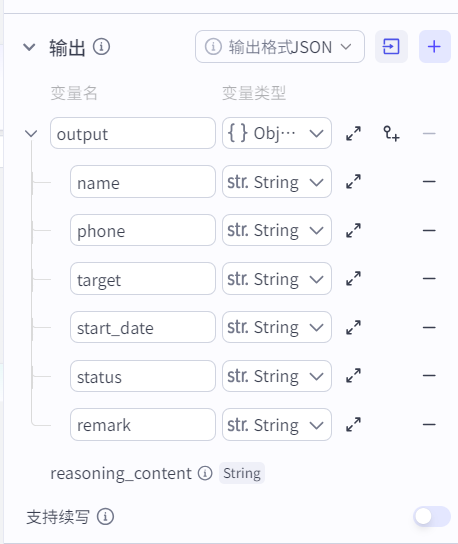 输出 输出格式JSON
变量名 变量类型
output { } Obj···
name str. String
phone str. String
target str. String
start_date str. String
status str. String
remark str. String
reasoning_content String
支持续写